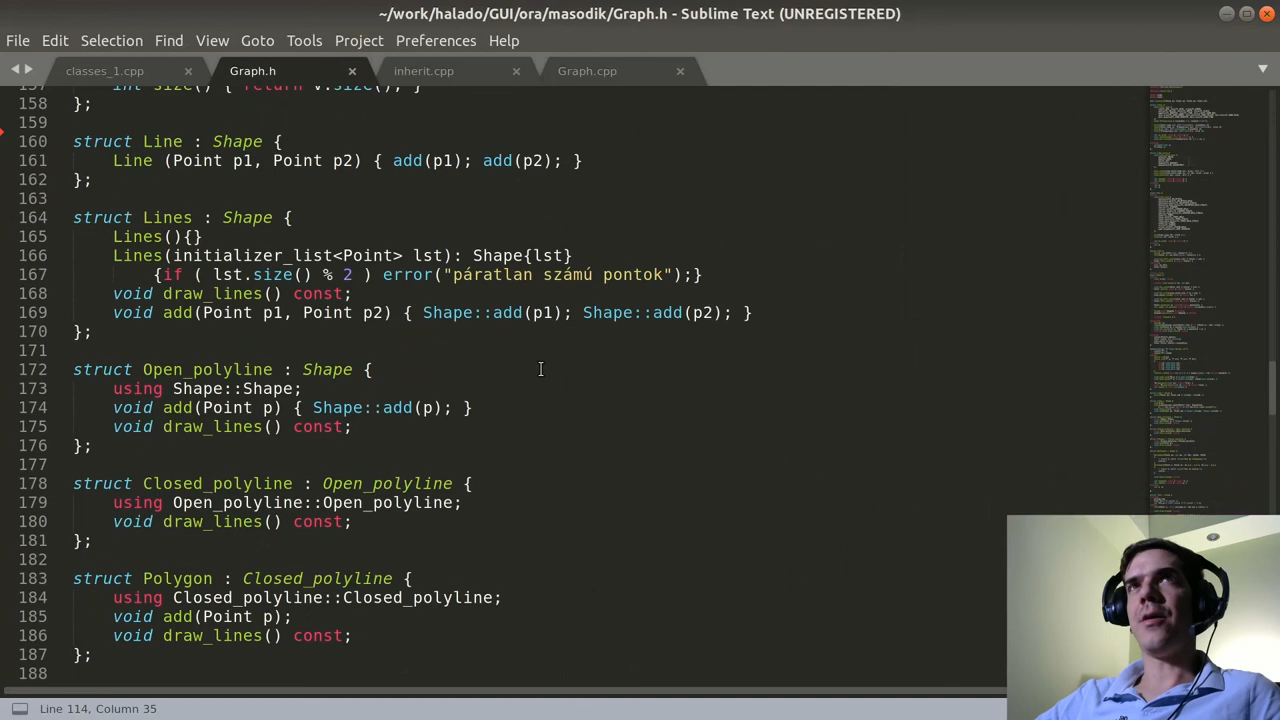 ~/work/halado/GUI/ora/masodik/Graph.h - Sublime Text (UNREGISTERED)
File Edit Selection Find View Goto Tools Project Preferences Help
classes_1.cpp Graph.h inherit.cpp Graph.cpp
157 int size() { return v.size(); }
158 };
159
160 struct Line : Shape {
161 Line (Point p1, Point p2) { add(p1); add(p2); }
162 };
163
164 struct Lines : Shape {
165 Lines(){}
166 Lines(initializer_list<Point> lst) : Shape{lst}
167 {if ( lst.size() % 2 ) error("páratlan számú pontok");}
168 void draw_lines() const;
169 void add(Point p1, Point p2) { Shape::add(p1); Shape::add(p2); }
170 };
171
172 struct Open_polyline : Shape {
173 using Shape::Shape;
174 void add(Point p) { Shape::add(p); }
175 void draw_lines() const;
176 };
177
178 struct Closed_polyline : Open_polyline {
179 using Open_polyline::Open_polyline;
180 void draw_lines() const;
181 };
182
183 struct Polygon : Closed_polyline {
184 using Closed_polyline::Closed_polyline;
185 void add(Point p);
186 void draw_lines() const;
187 };
188
Line 114, Column 35